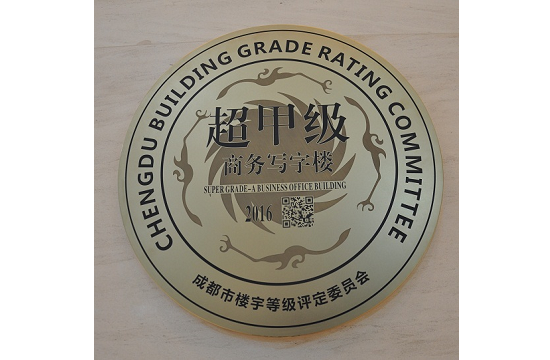 CHENGDU BUILDING GRADE RATING COMMITTEE
超甲级
商务写字楼
SUPER GRADE-A BUSINESS OFFICE BUILDING
2016
成都市楼宇等级评定委员会